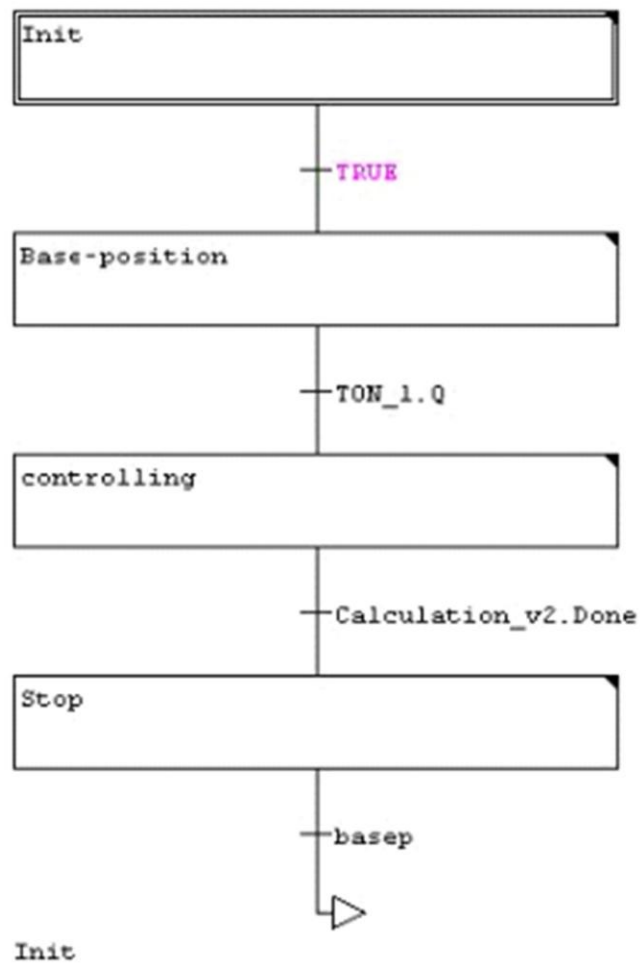 Init
TRUE
Base-position
TON_1.Q
controlling
Calculation_v2.Done
Stop
basep
Init